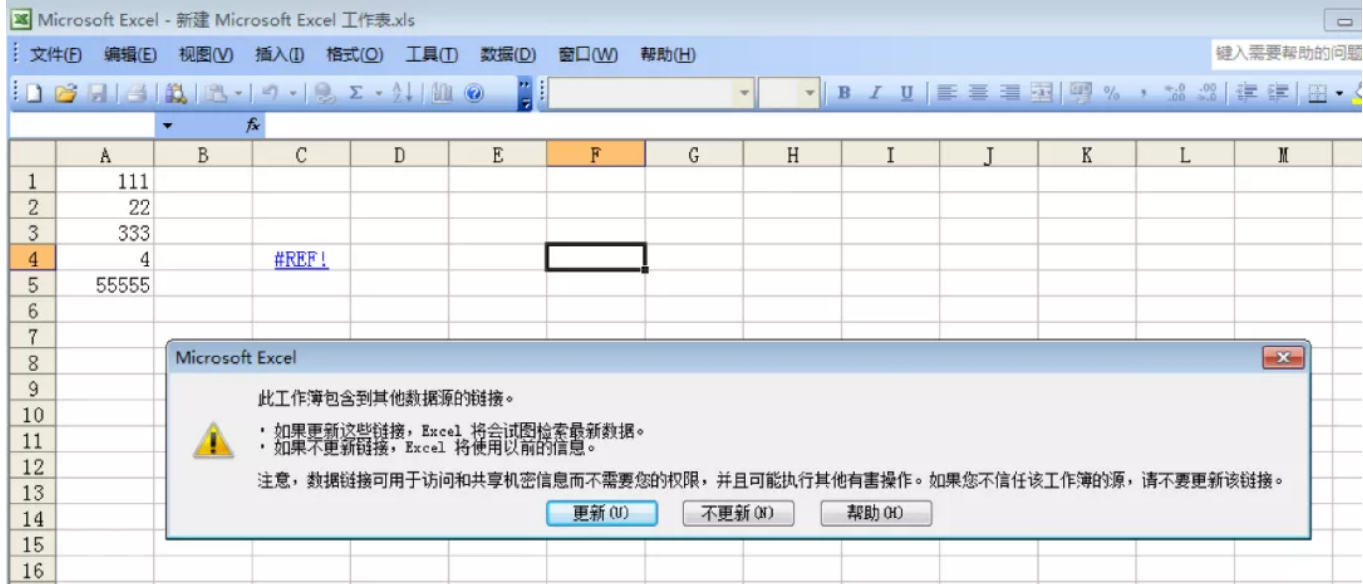 Microsoft Excel - 新建 Microsoft Excel 工作表.xls
文件(F) 编辑(E) 视图(V) 插入(I) 格式(O) 工具(T) 数据(D) 窗口(W) 帮助(H) 键入需要帮助的问题
Σ B I U % ,
fx
A B C D E F G H I J K L M
1 111
2 22
3 333
4 4 #REF!
5 55555
6
7
8
9
10
11
12
13
14
15
16
Microsoft Excel
此工作簿包含到其他数据源的链接。
· 如果更新这些链接，Excel 将会试图检索最新数据。
· 如果不更新链接，Excel 将使用以前的信息。
注意，数据链接可用于访问和共享机密信息而不需要您的权限，并且可能执行其他有害操作。如果您不信任该工作簿的源，请不要更新该链接。
更新(U) 不更新(N) 帮助(H)